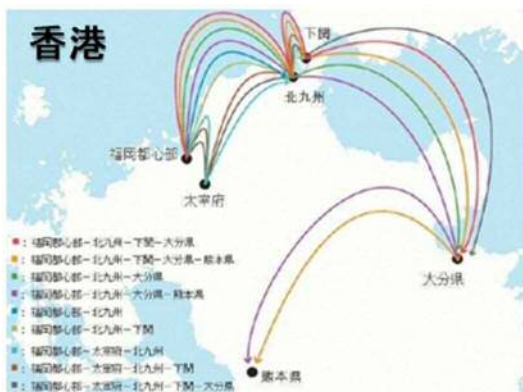 香港
下関
北九州
福岡都心部
太宰府
大分県
熊本県
■：福岡都心部－北九州－下関－大分県
■：福岡都心部－北九州－下関－大分県－熊本県
■：福岡都心部－北九州－大分県
■：福岡都心部－北九州－大分県－熊本県
■：福岡都心部－北九州
■：福岡都心部－北九州－下関
■：福岡都心部－太宰府－北九州
■：福岡都心部－太宰府－北九州－下関
■：福岡都心部－太宰府－北九州－下関－大分県